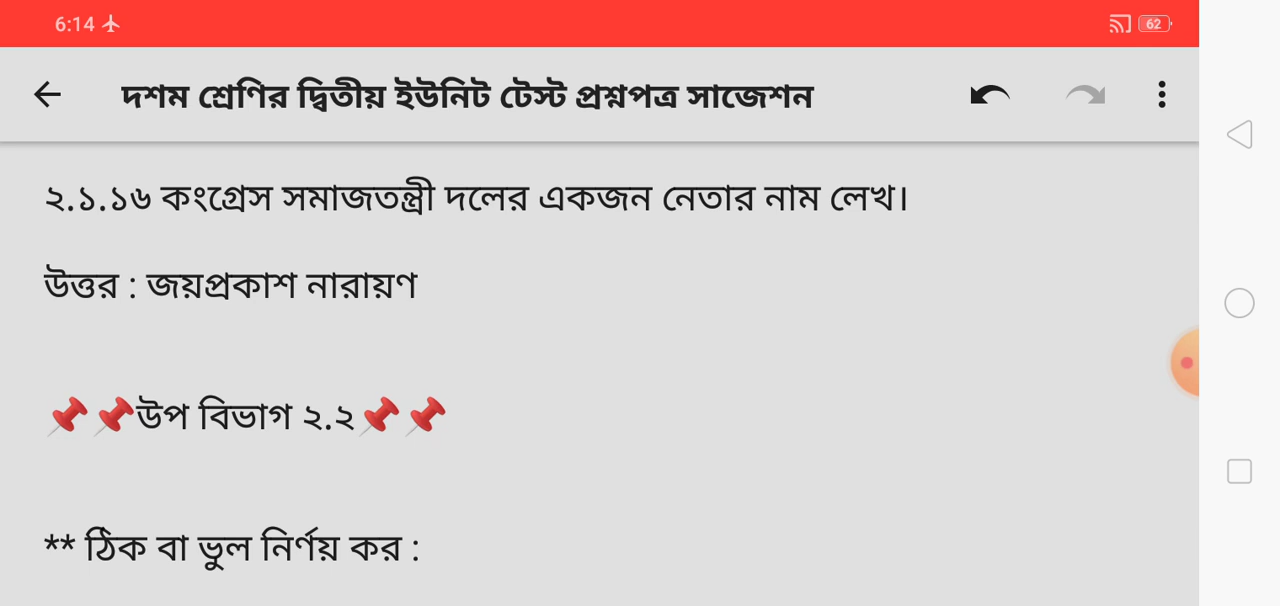 6:14
62
দশম শ্রেণির দ্বিতীয় ইউনিট টেস্ট প্রশ্নপত্র সাজেশন
২.১.১৬ কংগ্রেস সমাজতন্ত্রী দলের একজন নেতার নাম লেখ।
উত্তর : জয়প্রকাশ নারায়ণ
📌📌উপ বিভাগ ২.২📌📌
** ঠিক বা ভুল নির্ণয় কর :